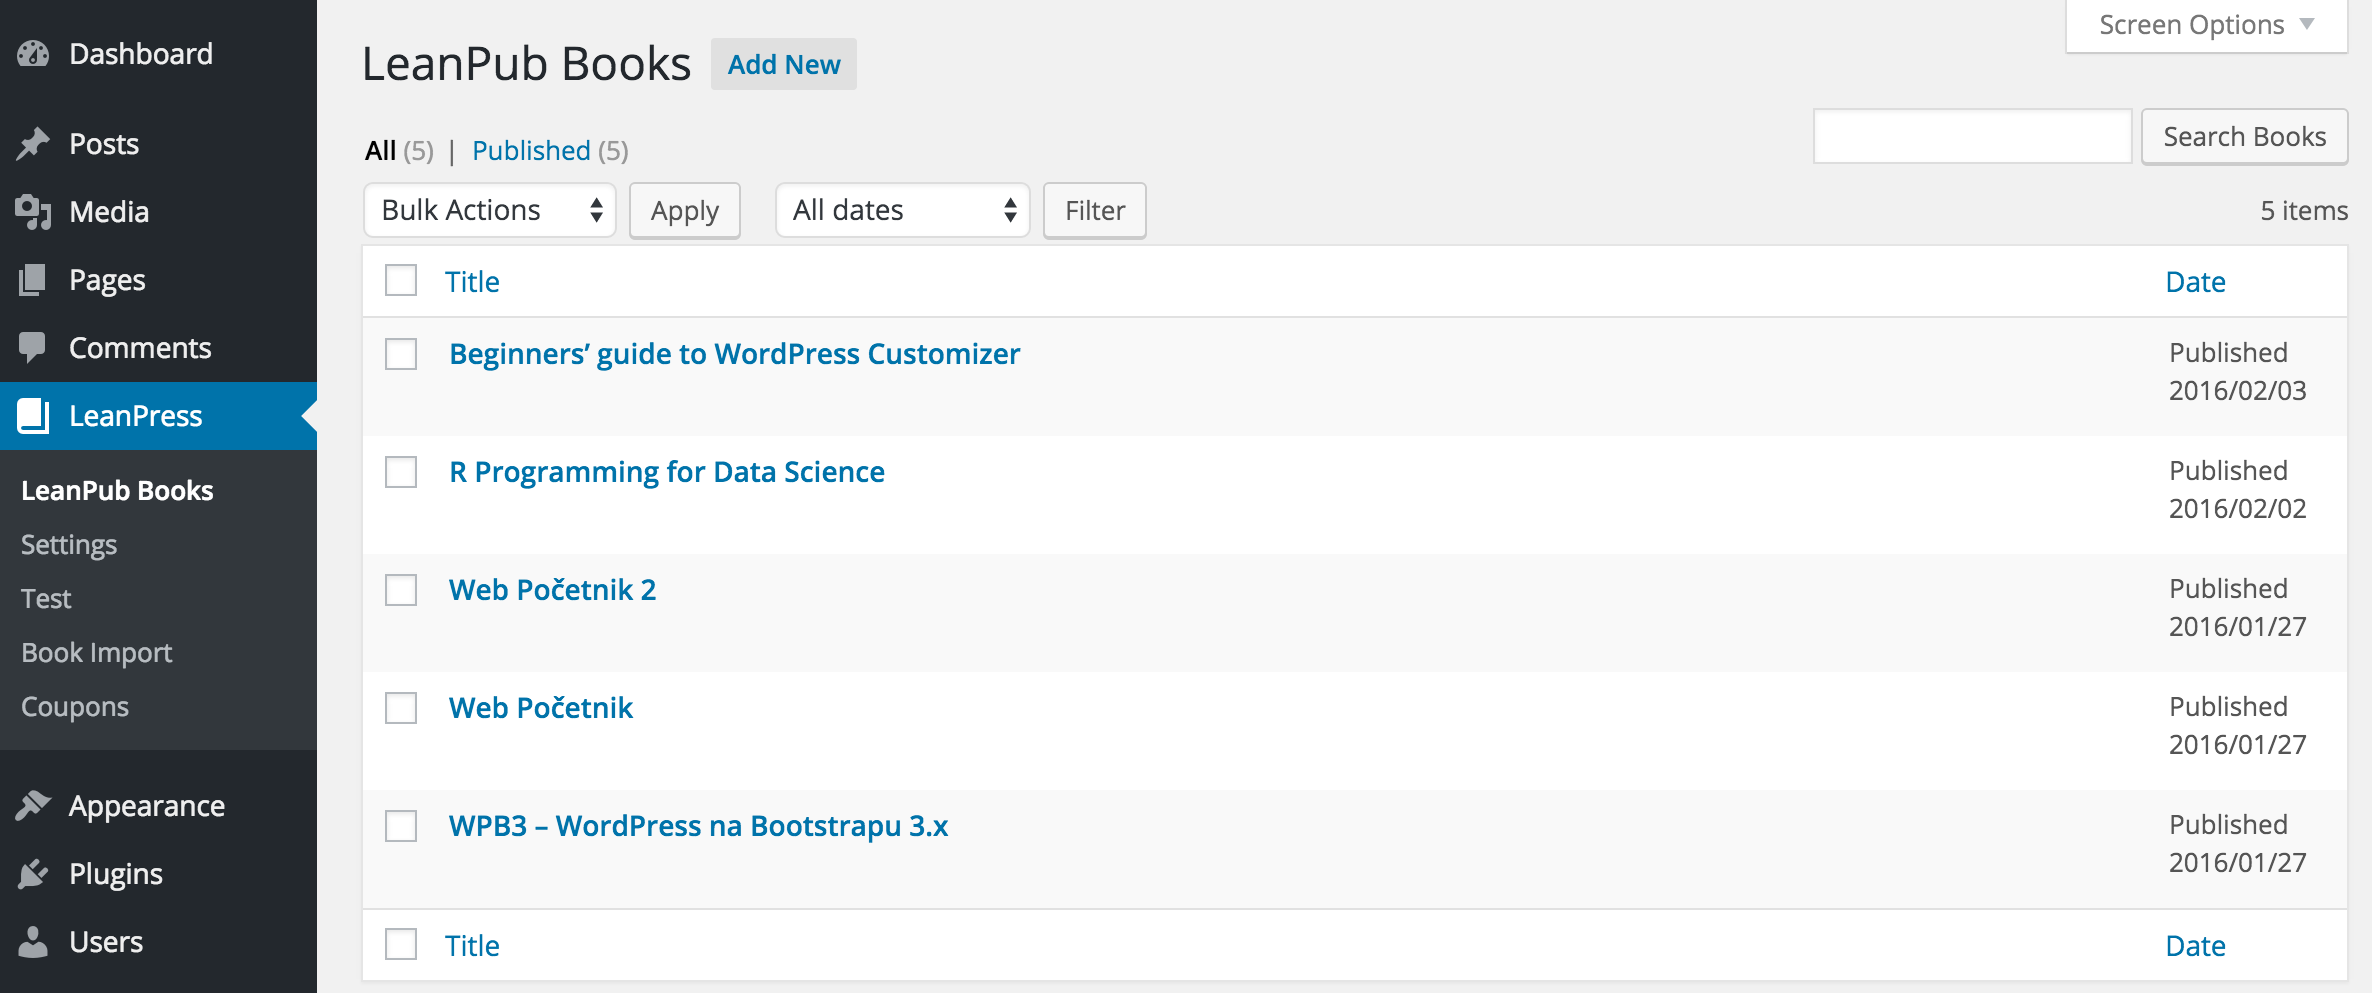 Dashboard
Posts
Media
Pages
Comments
LeanPress
LeanPub Books
Settings
Test
Book Import
Coupons
Appearance
Plugins
Users
Screen Options
LeanPub Books Add New
Search Books
All (5) | Published (5)
Bulk Actions Apply All dates Filter 5 items
Title Date
Beginners’ guide to WordPress Customizer Published
2016/02/03
R Programming for Data Science Published
2016/02/02
Web Početnik 2 Published
2016/01/27
Web Početnik Published
2016/01/27
WPB3 – WordPress na Bootstrapu 3.x Published
2016/01/27
Title Date